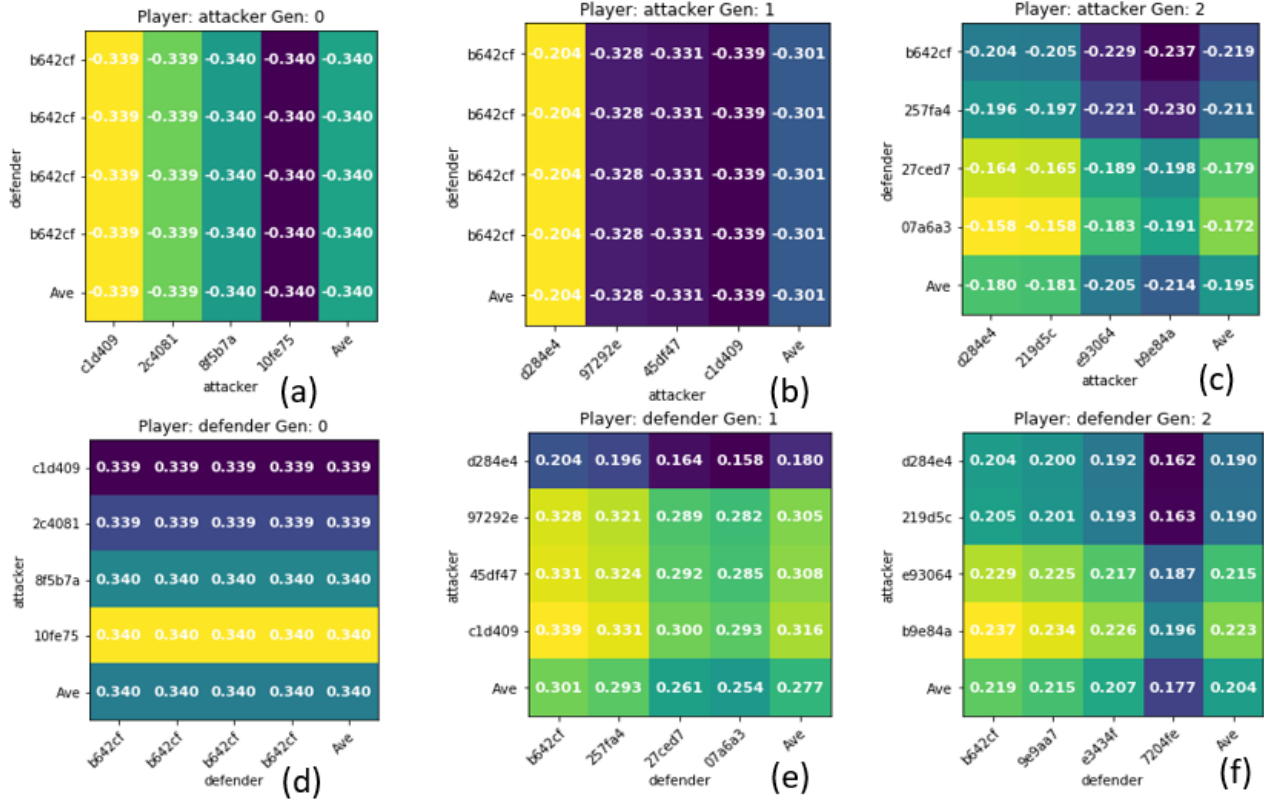 Player: attacker Gen: 0
b642cf -0.339 -0.339 -0.340 -0.340 -0.340
b642cf -0.339 -0.339 -0.340 -0.340 -0.340
b642cf -0.339 -0.339 -0.340 -0.340 -0.340
b642cf -0.339 -0.339 -0.340 -0.340 -0.340
Ave -0.339 -0.339 -0.340 -0.340 -0.340
defender
c1d409 2c4081 8f5b7a 10fe75 Ave
attacker
(a)
Player: attacker Gen: 1
b642cf -0.204 -0.328 -0.331 -0.339 -0.301
b642cf -0.204 -0.328 -0.331 -0.339 -0.301
b642cf -0.204 -0.328 -0.331 -0.339 -0.301
b642cf -0.204 -0.328 -0.331 -0.339 -0.301
Ave -0.204 -0.328 -0.331 -0.339 -0.301
defender
d284e4 97292e 45df47 c1d409 Ave
attacker
(b)
Player: attacker Gen: 2
b642cf -0.204 -0.205 -0.229 -0.237 -0.219
257fa4 -0.196 -0.197 -0.221 -0.230 -0.211
27ced7 -0.164 -0.165 -0.189 -0.198 -0.179
07a6a3 -0.158 -0.158 -0.183 -0.191 -0.172
Ave -0.180 -0.181 -0.205 -0.214 -0.195
defender
d284e4 219d5c e93064 b9e84a Ave
attacker
(c)
Player: defender Gen: 0
c1d409 0.339 0.339 0.339 0.339 0.339
2c4081 0.339 0.339 0.339 0.339 0.339
8f5b7a 0.340 0.340 0.340 0.340 0.340
10fe75 0.340 0.340 0.340 0.340 0.340
Ave 0.340 0.340 0.340 0.340 0.340
attacker
b642cf b642cf b642cf b642cf Ave
defender
(d)
Player: defender Gen: 1
d284e4 0.204 0.196 0.164 0.158 0.180
97292e 0.328 0.321 0.289 0.282 0.305
45df47 0.331 0.324 0.292 0.285 0.308
c1d409 0.339 0.331 0.300 0.293 0.316
Ave 0.301 0.293 0.261 0.254 0.277
attacker
b642cf 257fa4 27ced7 07a6a3 Ave
defender
(e)
Player: defender Gen: 2
d284e4 0.204 0.200 0.192 0.162 0.190
219d5c 0.205 0.201 0.193 0.163 0.190
e93064 0.229 0.225 0.217 0.187 0.215
b9e84a 0.237 0.234 0.226 0.196 0.223
Ave 0.219 0.215 0.207 0.177 0.204
attacker
b642cf 9e9aa7 e3434f 7204fe Ave
defender
(f)